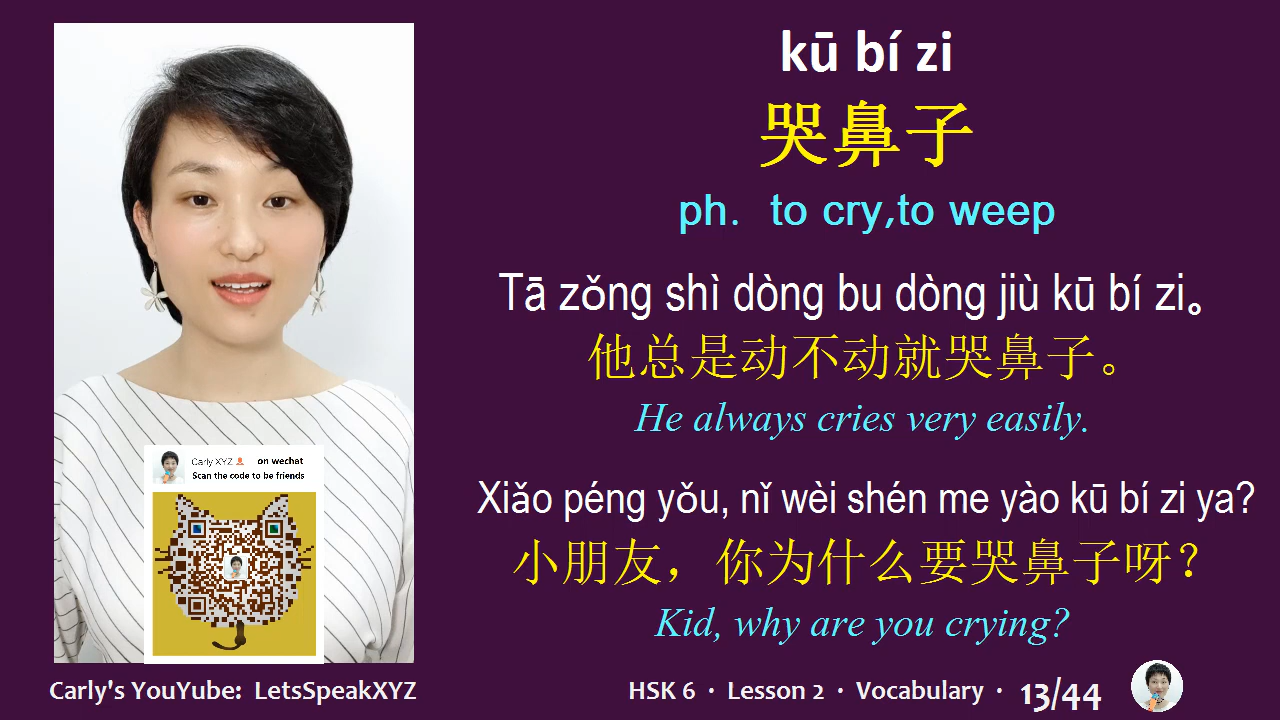 kū bí zi
哭鼻子
ph. to cry,to weep
Tā zǒng shì dòng bu dòng jiù kū bí zi。
他总是动不动就哭鼻子。
He always cries very easily.
Xiǎo péng yǒu, nǐ wèi shén me yào kū bí zi ya?
小朋友，你为什么要哭鼻子呀？
Kid, why are you crying?
Carly XYZ on wechat
Scan the code to be friends
Carly's YouYube: LetsSpeakXYZ
HSK 6 · Lesson 2 · Vocabulary · 13/44